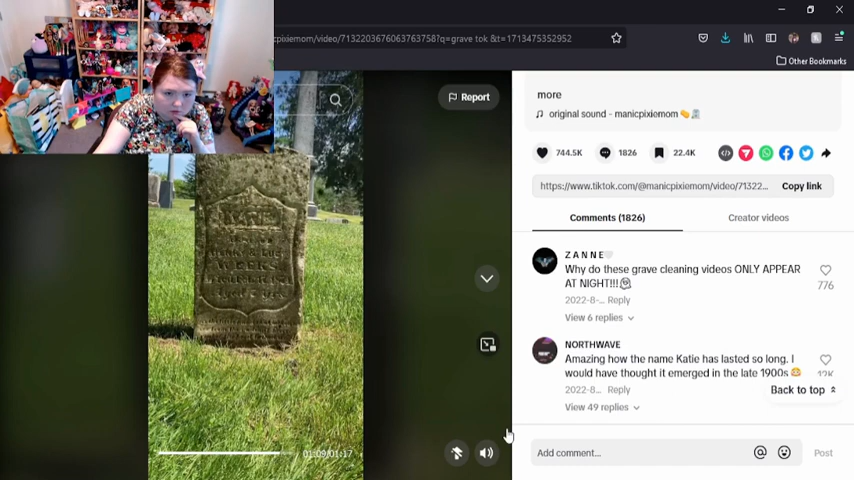 cpixiemom/video/7132203676063763758?q=grave tok &t=1713475352952
Other Bookmarks
Report
more
original sound - manicpixiemom
744.5K
1826
22.4K
https://www.tiktok.com/@manicpixiemom/video/71322...
Copy link
Comments (1826)
Creator videos
Z A N N E
Why do these grave cleaning videos ONLY APPEAR
AT NIGHT!!!
776
2022-8-... Reply
View 6 replies
NORTHWAVE
Amazing how the name Katie has lasted so long. I
would have thought it emerged in the late 1900s
12K
2022-8... Reply
Back to top
View 49 replies
Add comment...
Post
KATIE
WEEKS
01:09/01:17